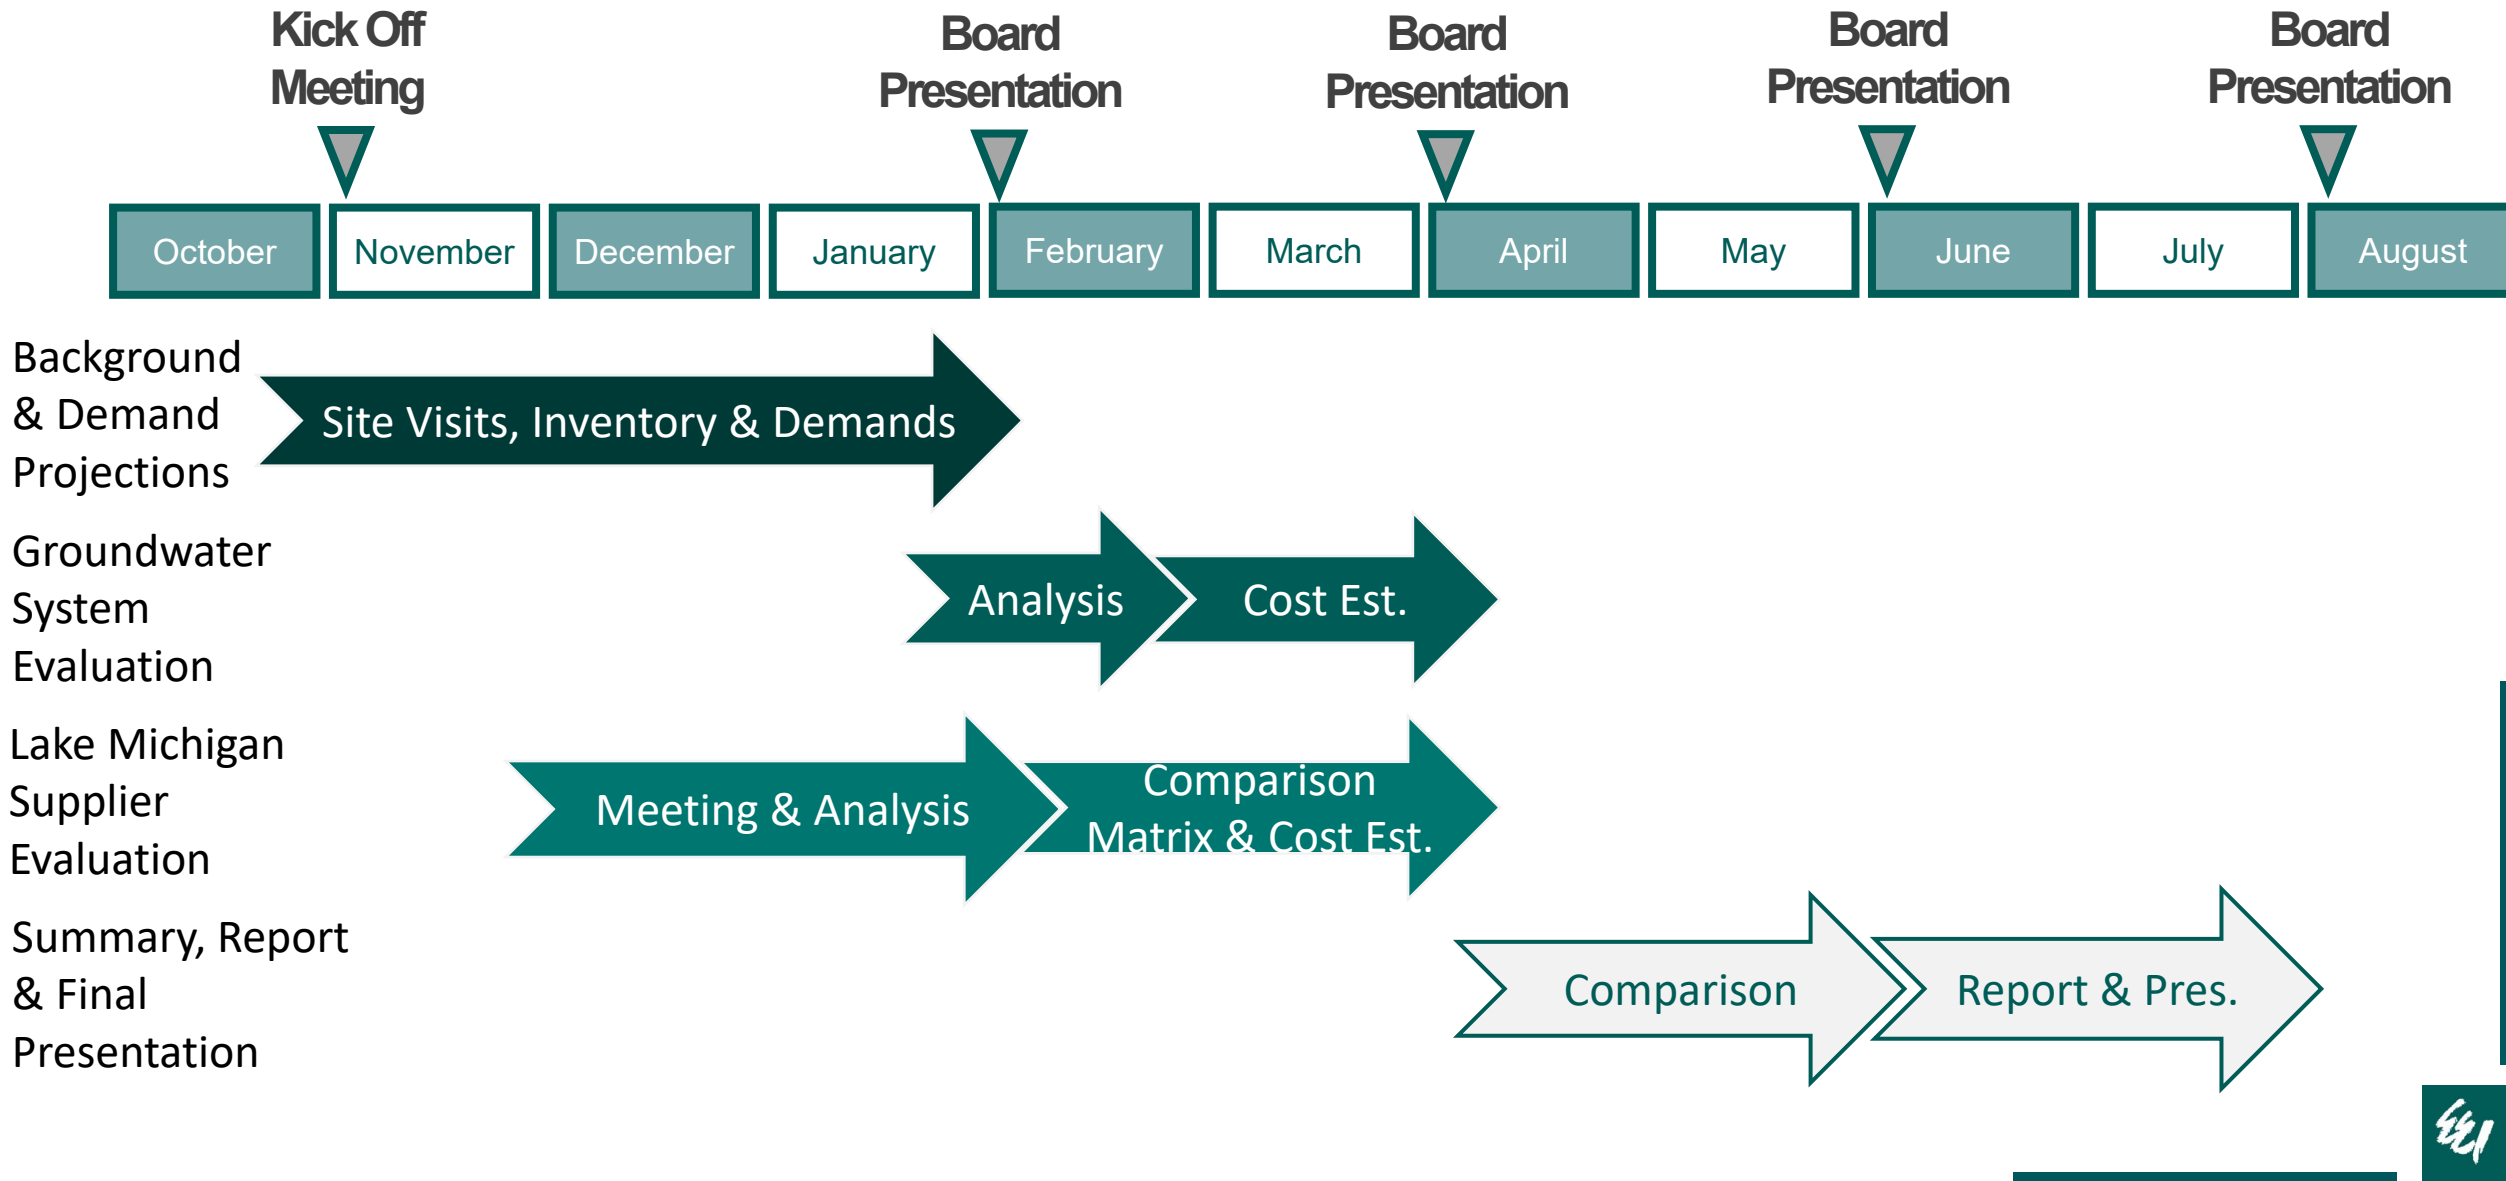 Kick Off
Meeting
Board
Presentation
Board
Presentation
Board
Presentation
Board
Presentation
October
November
December
January
February
March
April
May
June
July
August
Background
& Demand
Projections
Site Visits, Inventory & Demands
Groundwater
System
Evaluation
Analysis
Cost Est.
Lake Michigan
Supplier
Evaluation
Meeting & Analysis
Comparison
Matrix & Cost Est.
Summary, Report
& Final
Presentation
Comparison
Report & Pres.